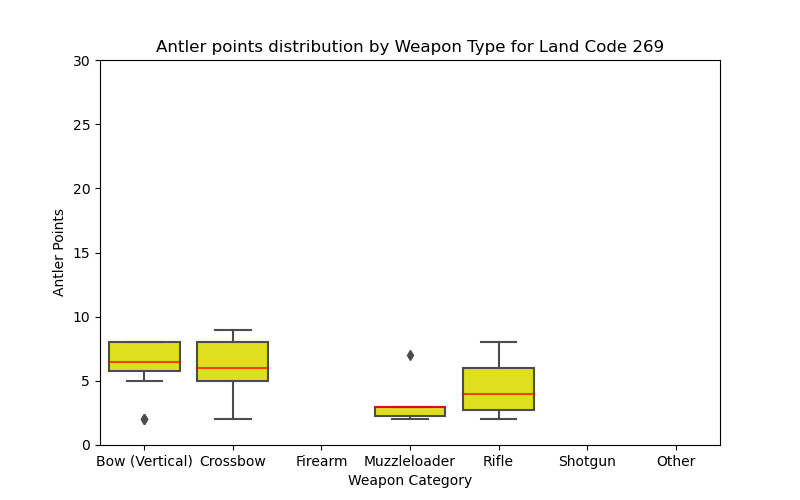 Antler points distribution by Weapon Type for Land Code 269
30
25
20
15
10
5
0
Antler Points
Bow (Vertical) Crossbow Firearm Muzzleloader Rifle Shotgun Other
Weapon Category